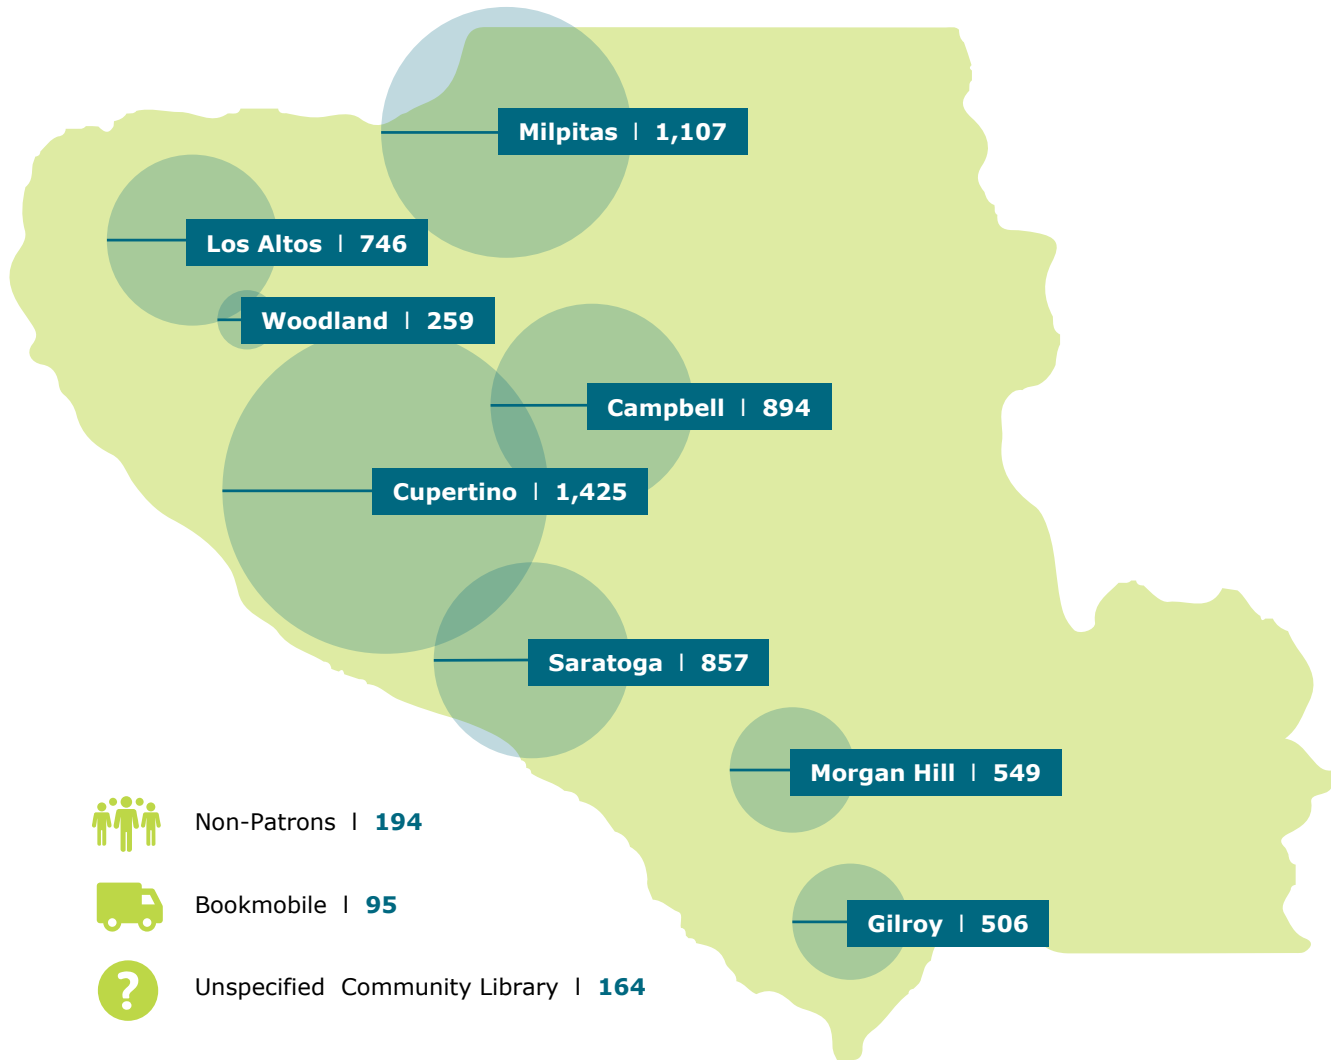 Milpitas | 1,107
Los Altos | 746
Woodland | 259
Campbell | 894
Cupertino | 1,425
Saratoga | 857
Morgan Hill | 549
Non-Patrons | 194
Bookmobile | 95
Gilroy | 506
?
Unspecified Community Library | 164